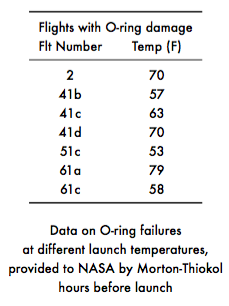 Flights with O-ring damage
Flt Number Temp (F)
2 70
41b 57
41c 63
41d 70
51c 53
61a 79
61c 58
Data on O-ring failures
at different launch temperatures,
provided to NASA by Morton-Thiokol
hours before launch